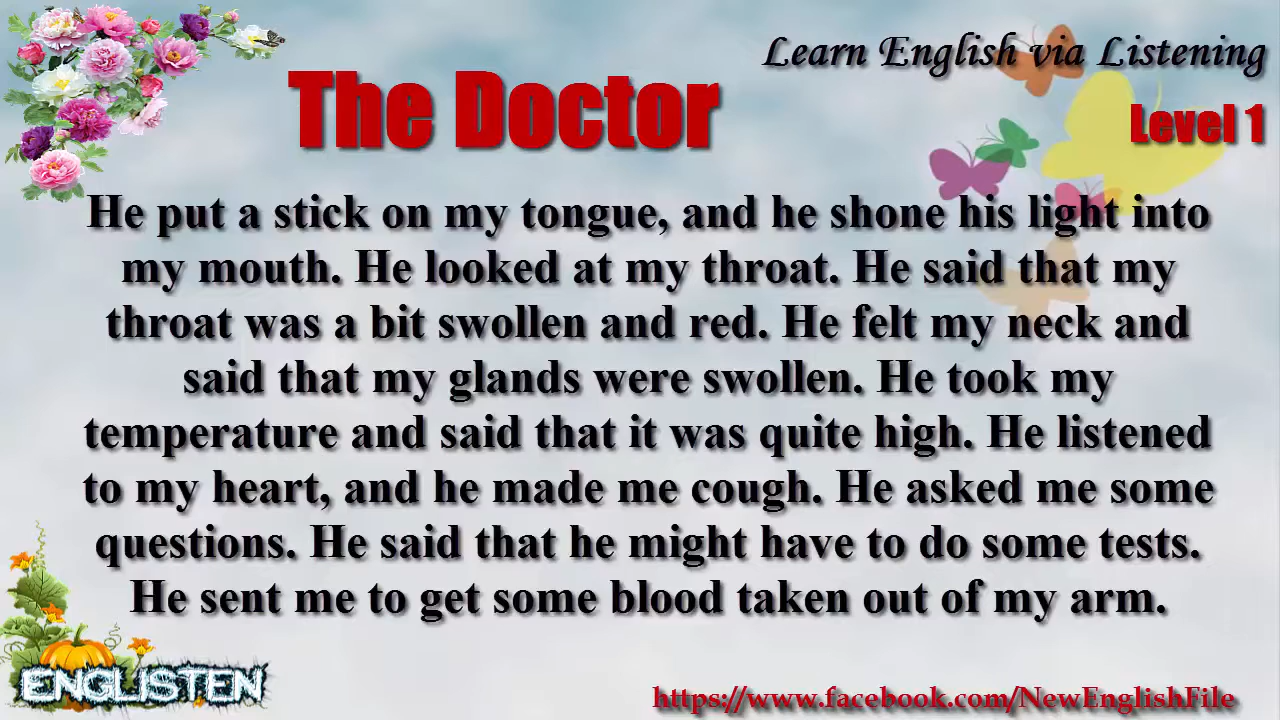 Learn English via Listening
The Doctor
Level 1
He put a stick on my tongue, and he shone his light into
my mouth. He looked at my throat. He said that my
throat was a bit swollen and red. He felt my neck and
said that my glands were swollen. He took my
temperature and said that it was quite high. He listened
to my heart, and he made me cough. He asked me some
questions. He said that he might have to do some tests.
He sent me to get some blood taken out of my arm.
ENGLISTEN
https://www.facebook.com/NewEnglishFile